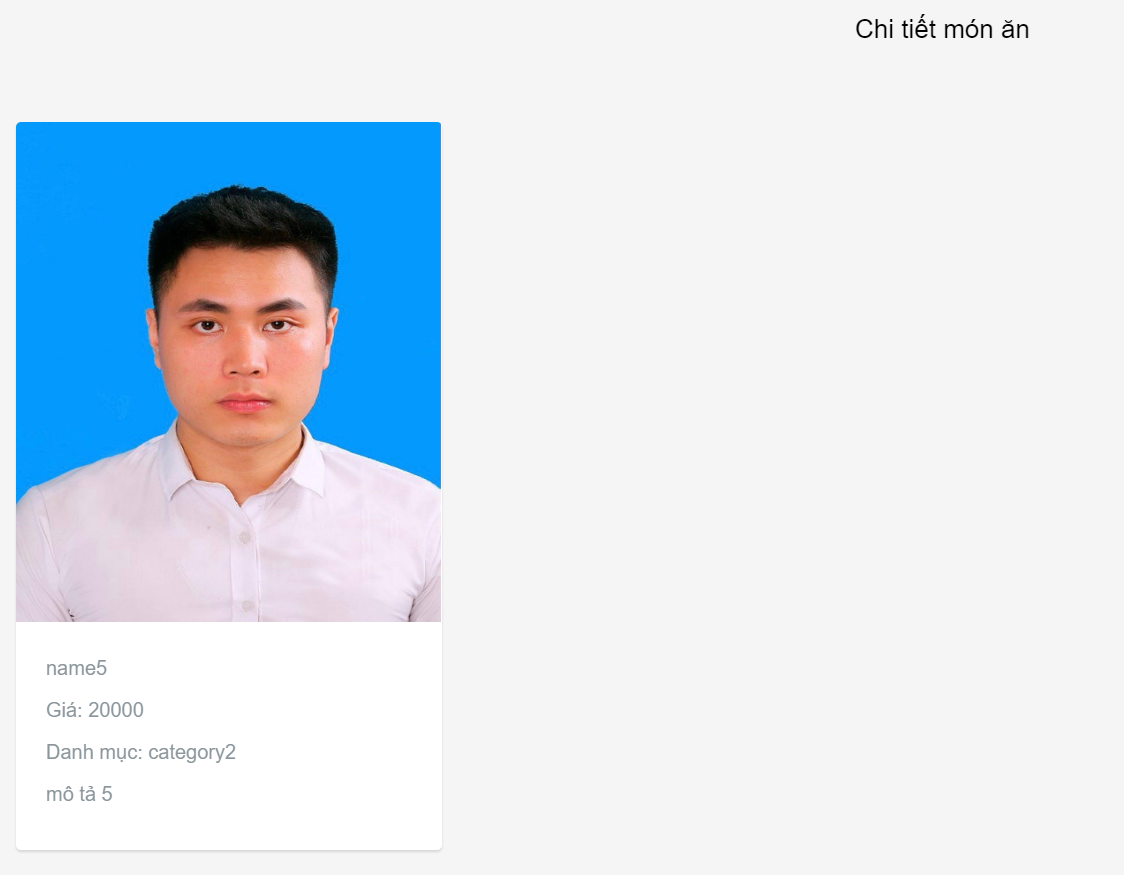 Chi tiết món ăn
name5
Giá: 20000
Danh mục: category2
mô tả 5